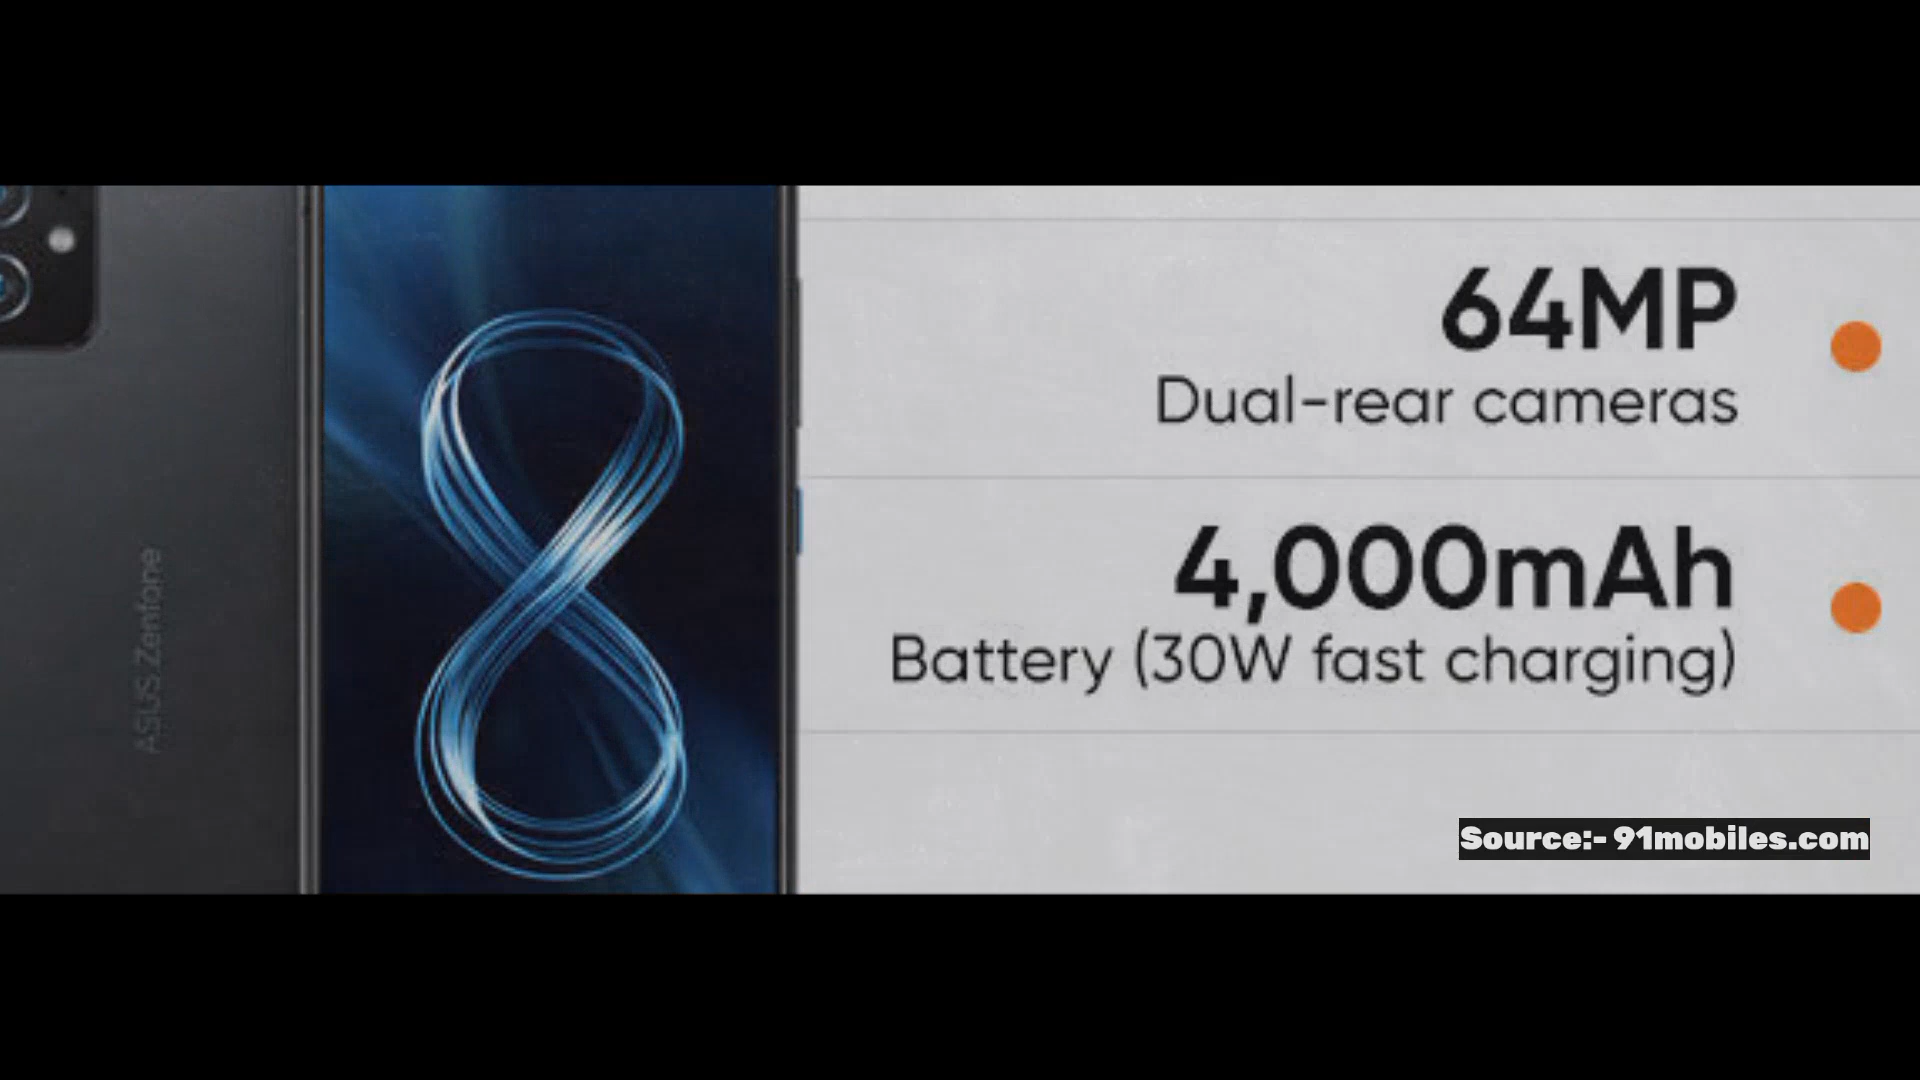 ASUS Zenfone
64MP
Dual-rear cameras
4,000mAh
Battery (30W fast charging)
Source:- 91mobiles.com